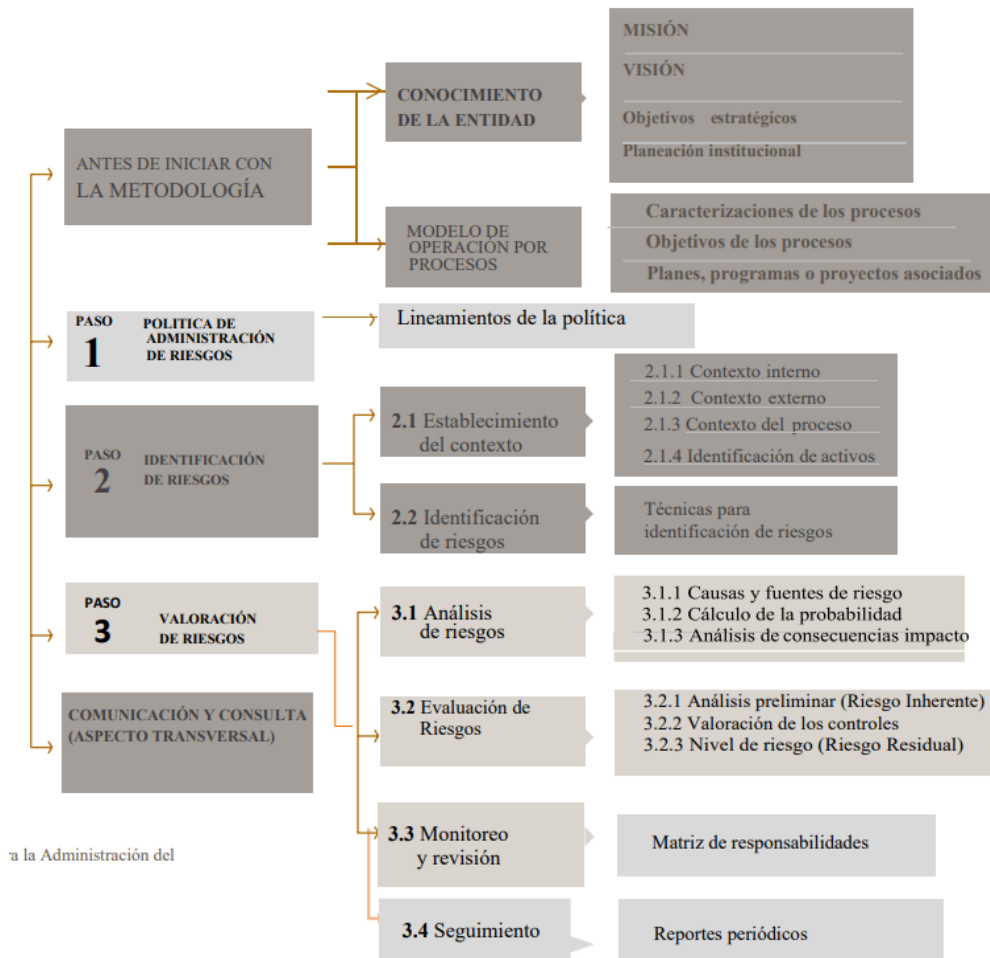 MISIÓN
VISIÓN
Objetivos estratégicos
Planeación institucional
CONOCIMIENTO
DE LA ENTIDAD
ANTES DE INICIAR CON
LA METODOLOGÍA
MODELO DE
OPERACIÓN POR
PROCESOS
Caracterizaciones de los procesos
Objetivos de los procesos
Planes, programas o proyectos asociados
PASO
1
POLITICA DE
ADMINISTRACIÓN
DE RIESGOS
Lineamientos de la política
PASO
2
IDENTIFICACIÓN
DE RIESGOS
2.1 Establecimiento
del contexto
2.1.1 Contexto interno
2.1.2 Contexto externo
2.1.3 Contexto del proceso
2.1.4 Identificación de activos
2.2 Identificación
de riesgos
Técnicas para
identificación de riesgos
PASO
3
VALORACIÓN
DE RIESGOS
3.1 Análisis
de riesgos
3.1.1 Causas y fuentes de riesgo
3.1.2 Cálculo de la probabilidad
3.1.3 Análisis de consecuencias impacto
3.2 Evaluación de
Riesgos
3.2.1 Análisis preliminar (Riesgo Inherente)
3.2.2 Valoración de los controles
3.2.3 Nivel de riesgo (Riesgo Residual)
COMUNICACIÓN Y CONSULTA
(ASPECTO TRANSVERSAL)
3.3 Monitoreo
y revisión
Matriz de responsabilidades
a la Administración del
3.4 Seguimiento
Reportes periódicos